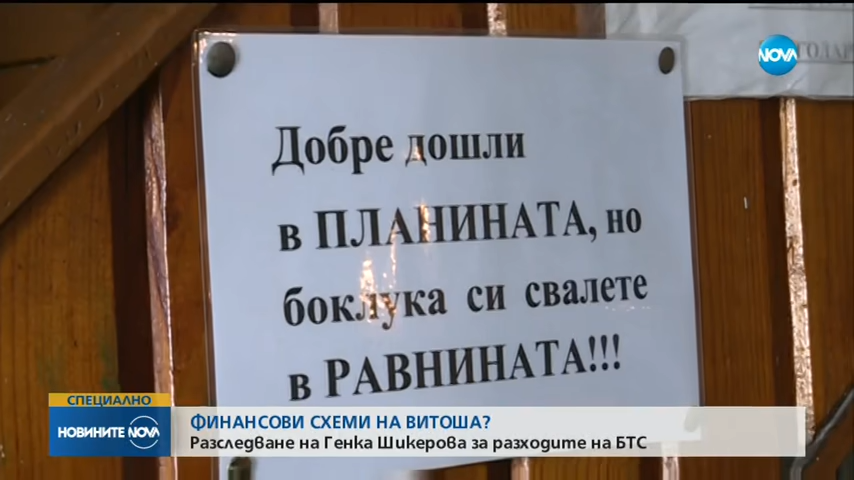 NOVA
Добре дошли
в ПЛАНИНАТА, но
боклука си свалете
в РАВНИНАТА!!!
СПЕЦИАЛНО
НОВИНИТЕ NOVA
ФИНАНСОВИ СХЕМИ НА ВИТОША?
Разследване на Генка Шикерова за разходите на БТС